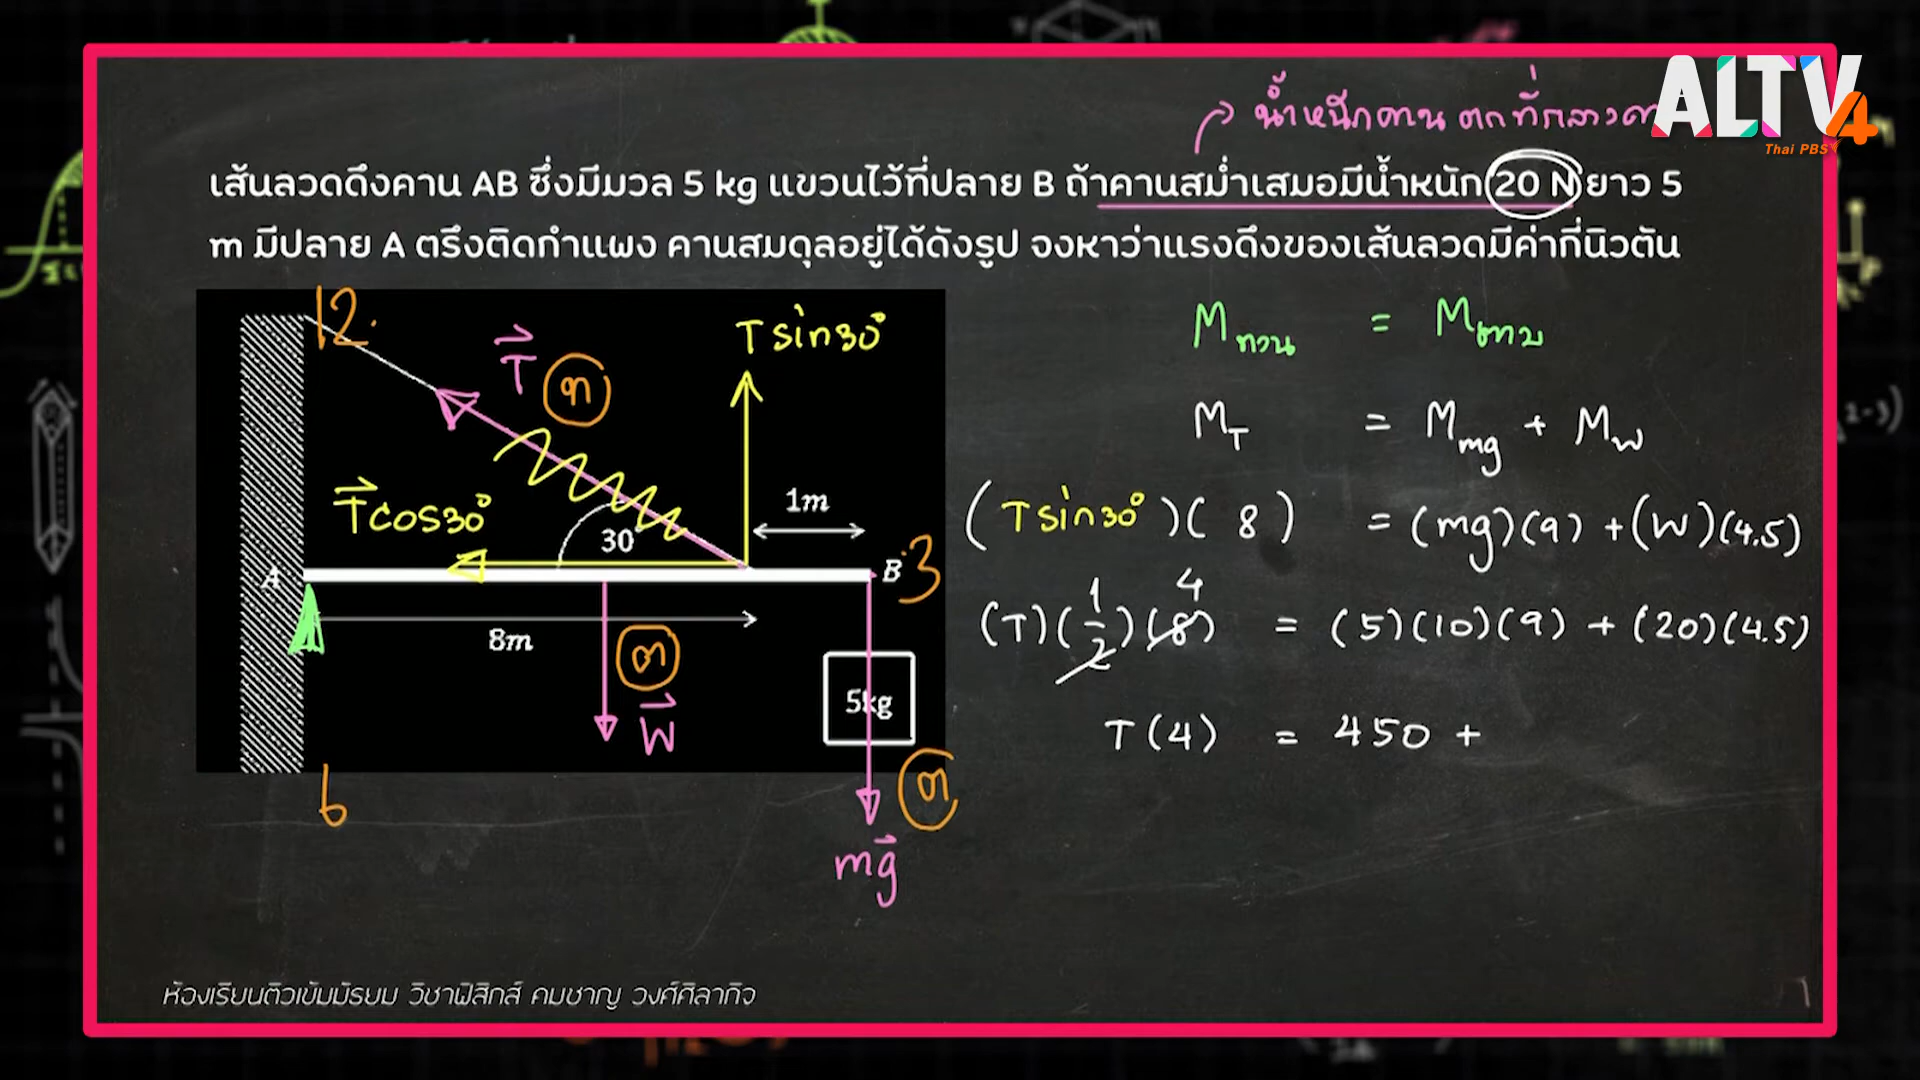 ALTV4
Thai PBS
น้ำหนักคาน ตกที่กลาง
เส้นลวดดึงคาน AB ซึ่งมีมวล 5 kg แขวนไว้ที่ปลาย B ถ้าคานสม่ำเสมอมีน้ำหนัก 20 N ยาว 5
m มีปลาย A ตรึงติดกำแพง คานสมดุลอยู่ได้ดังรูป จงหาว่าแรงดึงของเส้นลวดมีค่ากี่นิวตัน
12
T
ท
T sin30°
T cos30°
30
1m
A
B
3
8m
ต
W
5kg
ต
6
mg
M ทวน = M ตาม
M_T = M_mg + M_W
(T sin30°)(8) = (mg)(9) + (W)(4.5)
(T)(1/2)(8) 4 = (5)(10)(9) + (20)(4.5)
T(4) = 450 +
ห้องเรียนติวเข้มมัธยม วิชาฟิสิกส์ คมชาญ วงศ์ศิลากิจ